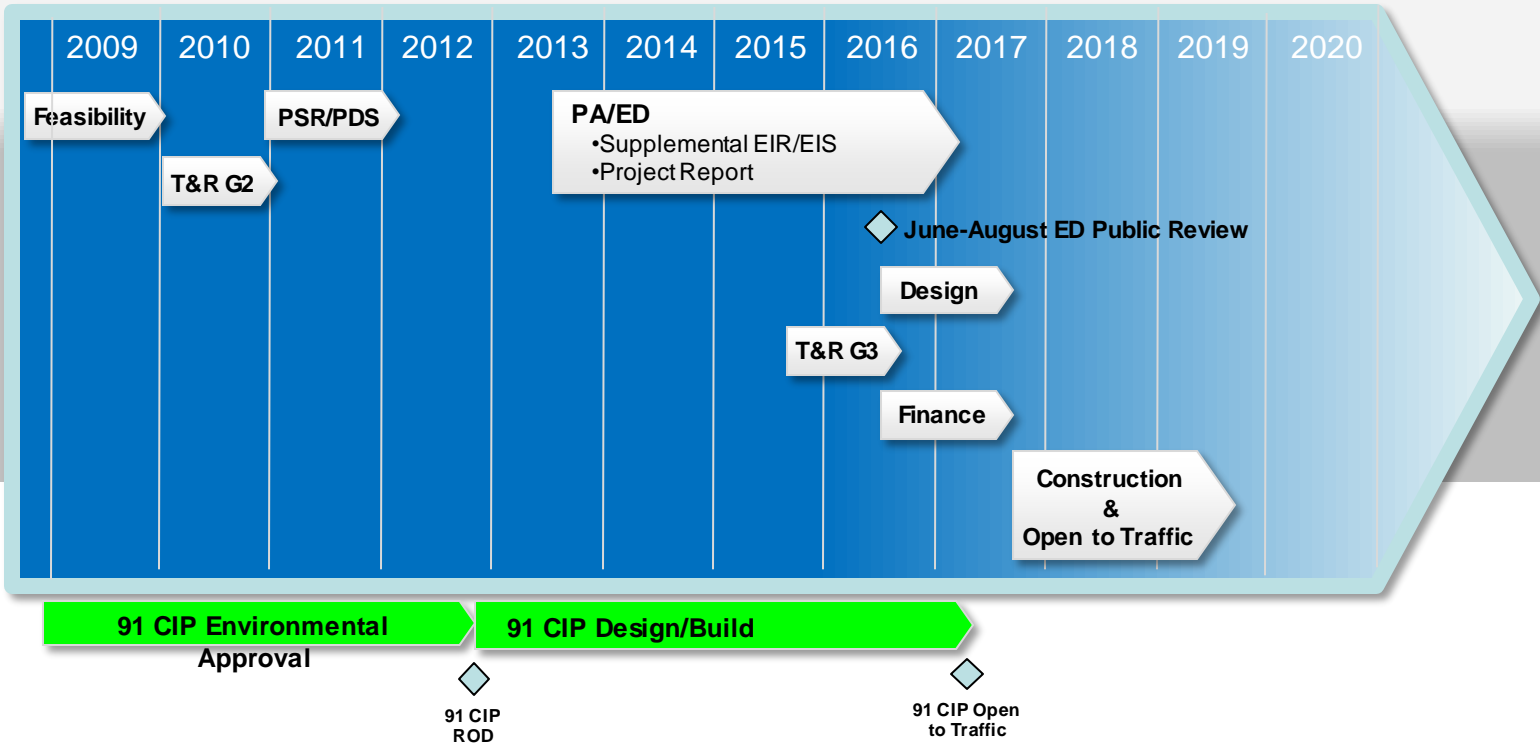 2009 2010 2011 2012 2013 2014 2015 2016 2017 2018 2019 2020
Feasibility
PSR/PDS
T&R G2
PA/ED
•Supplemental EIR/EIS
•Project Report
June-August ED Public Review
Design
T&R G3
Finance
Construction
&
Open to Traffic
91 CIP Environmental
Approval
91 CIP Design/Build
91 CIP
ROD
91 CIP Open
to Traffic